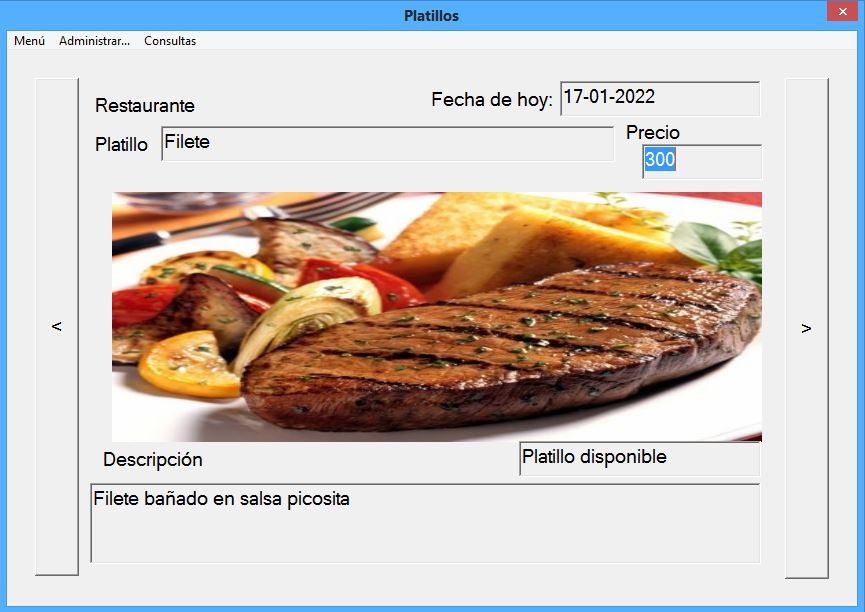 Platillos
Menú Administrar... Consultas
Fecha de hoy: 17-01-2022
Restaurante
Precio
Platillo Filete
300
< >
Platillo disponible
Descripción
Filete bañado en salsa picosita